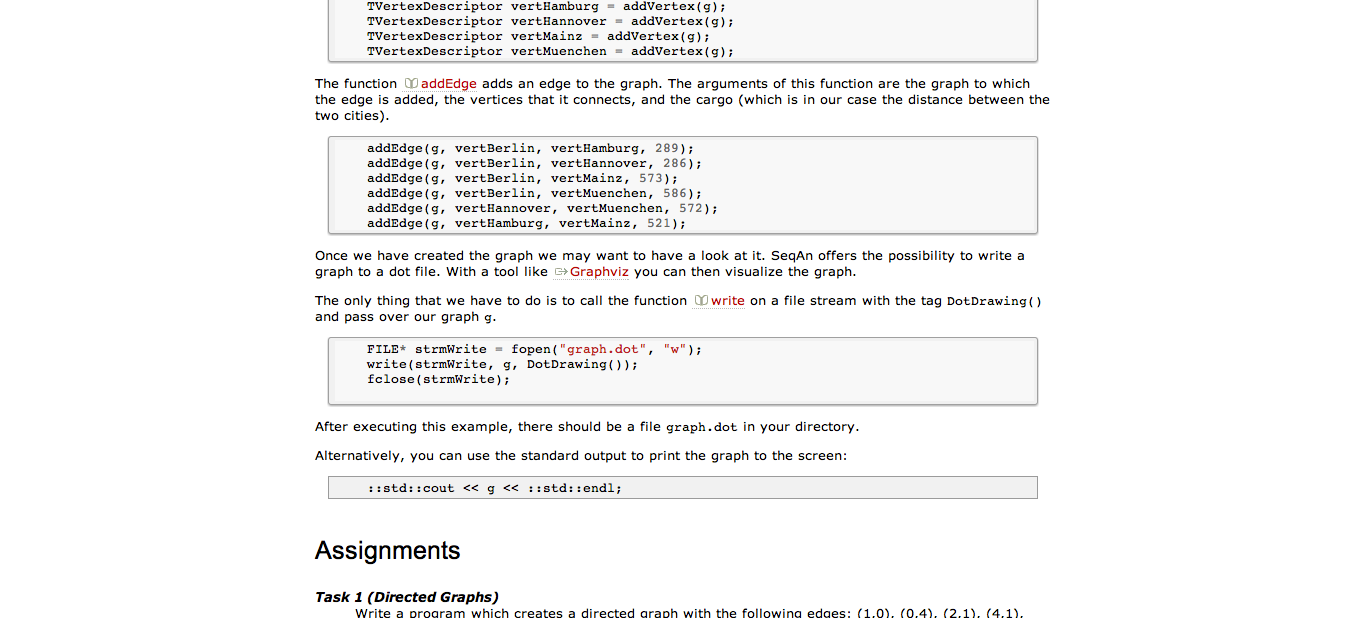 TVertexDescriptor vertHamburg = addVertex(g);
TVertexDescriptor vertHannover = addVertex(g);
TVertexDescriptor vertMainz = addVertex(g);
TVertexDescriptor vertMuenchen = addVertex(g);
The function addEdge adds an edge to the graph. The arguments of this function are the graph to which
the edge is added, the vertices that it connects, and the cargo (which is in our case the distance between the
two cities).
addEdge(g, vertBerlin, vertHamburg, 289);
addEdge(g, vertBerlin, vertHannover, 286);
addEdge(g, vertBerlin, vertMainz, 573);
addEdge(g, vertBerlin, vertMuenchen, 586);
addEdge(g, vertHannover, vertMuenchen, 572);
addEdge(g, vertHamburg, vertMainz, 521);
Once we have created the graph we may want to have a look at it. SeqAn offers the possibility to write a
graph to a dot file. With a tool like Graphviz you can then visualize the graph.
The only thing that we have to do is to call the function write on a file stream with the tag DotDrawing()
and pass over our graph g.
FILE* strmWrite = fopen("graph.dot", "w");
write(strmWrite, g, DotDrawing());
fclose(strmWrite);
After executing this example, there should be a file graph.dot in your directory.
Alternatively, you can use the standard output to print the graph to the screen:
::std::cout << g << ::std::endl;
Assignments
Task 1 (Directed Graphs)
Write a program which creates a directed graph with the following edges: (1,0), (0,4), (2,1), (4,1),